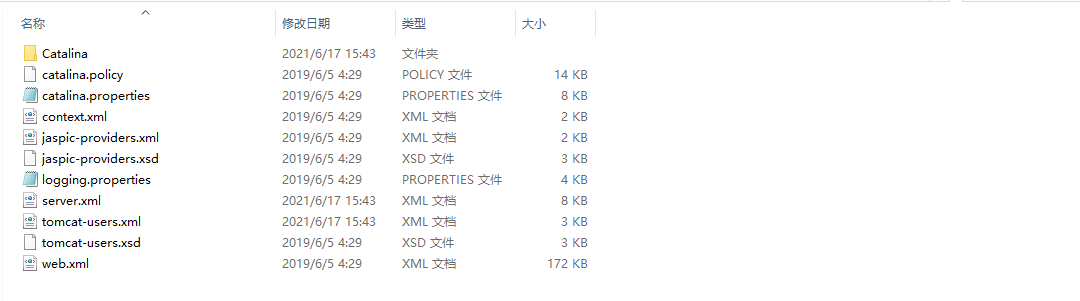 名称 修改日期 类型 大小
Catalina 2021/6/17 15:43 文件夹
catalina.policy 2019/6/5 4:29 POLICY 文件 14 KB
catalina.properties 2019/6/5 4:29 PROPERTIES 文件 8 KB
context.xml 2019/6/5 4:29 XML 文档 2 KB
jaspic-providers.xml 2019/6/5 4:29 XML 文档 2 KB
jaspic-providers.xsd 2019/6/5 4:29 XSD 文件 3 KB
logging.properties 2019/6/5 4:29 PROPERTIES 文件 4 KB
server.xml 2021/6/17 15:43 XML 文档 8 KB
tomcat-users.xml 2021/6/17 15:43 XML 文档 3 KB
tomcat-users.xsd 2019/6/5 4:29 XSD 文件 3 KB
web.xml 2019/6/5 4:29 XML 文档 172 KB